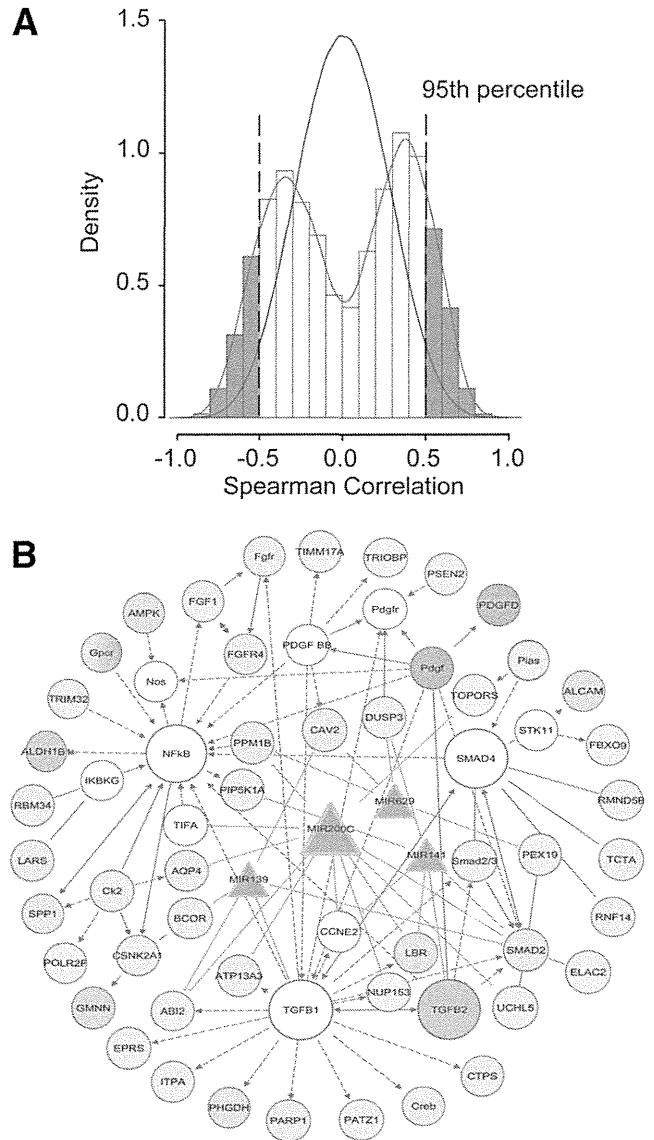 A
1.5
1.0
0.5
0.0
Density
95th percentile
-1.0 -0.5 0.0 0.5 1.0
Spearman Correlation
B
Fgfr
TIMM17A
TRIOBP
PSEN2
FGF1
Pdgfr
PDGFD
AMPK
PDGF BB
Gpcr
FGFR4
Nos
Pdgf
Pias
TOPORS
ALCAM
TRIM32
CAV2
DUSP3
STK11
ALDH1B1
NFkB
PPM1B
SMAD4
FBXO9
IKBKG
PIP5K1A
MIR629
RBM34
RMND5B
TIFA
MIR200C
LARS
MIR141
Smad2/3
PEX19
TCTA
AQP4
MIR139
Ck2
SPP1
BCOR
CCNE2
RNF14
POLR2F
CSNK2A1
LBR
SMAD2
ATP13A3
ELAC2
GMNN
ABI2
TGFB1
NUP153
TGFB2
UCHL5
EPRS
ITPA
CTPS
PHGDH
PARP1
PATZ1
Creb